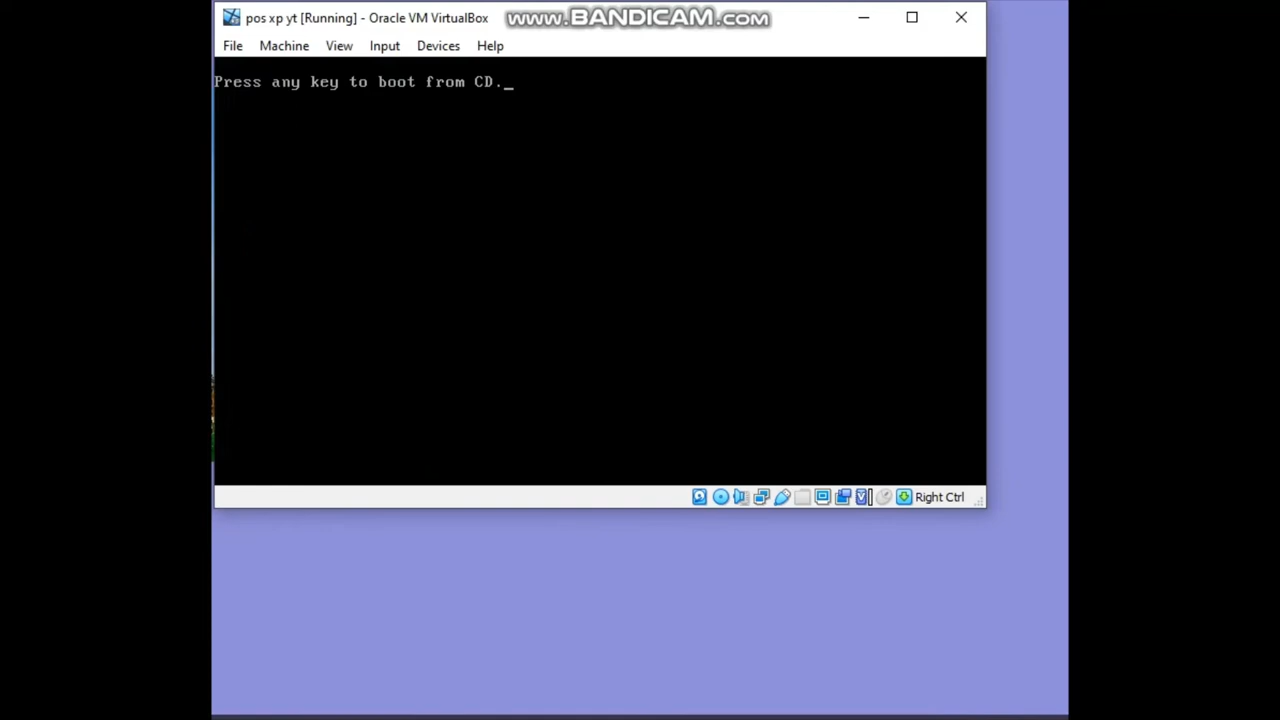 pos xp yt [Running] - Oracle VM VirtualBox
www.BANDICAM.com
File Machine View Input Devices Help
Press any key to boot from CD._
Right Ctrl